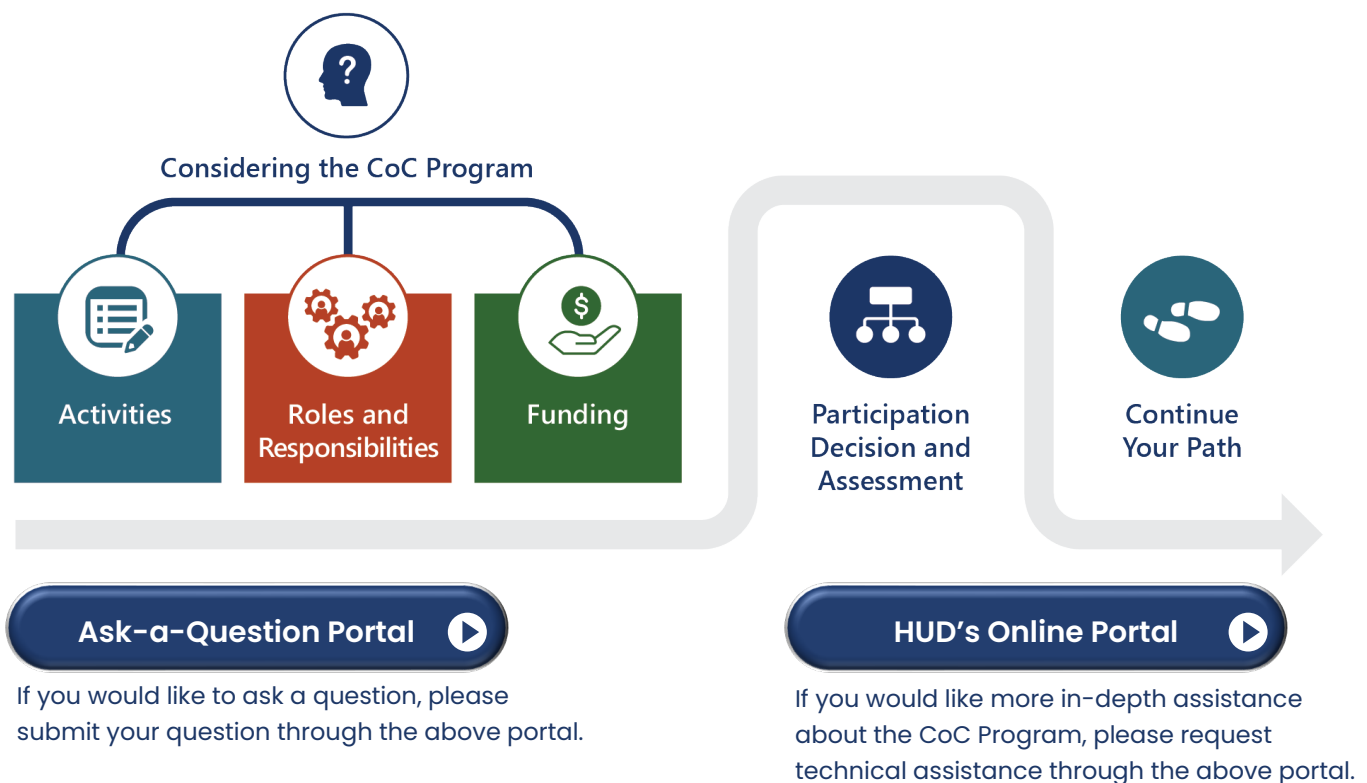 ?
Considering the CoC Program
$
Activities
Roles and
Responsibilities
Funding
Participation
Decision and
Assessment
Continue
Your Path
Ask-a-Question Portal
If you would like to ask a question, please
submit your question through the above portal.
HUD’s Online Portal
If you would like more in-depth assistance
about the CoC Program, please request
technical assistance through the above portal.